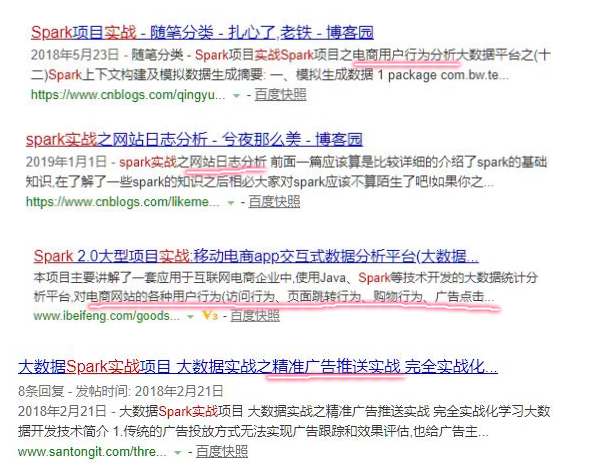 Spark项目实战 - 随笔分类 - 扎心了,老铁 - 博客园
2018年5月23日 - 随笔分类 - Spark项目实战Spark项目之电商用户行为分析大数据平台之(十
二)Spark上下文构建及模拟数据生成摘要: 一、模拟生成数据 1 package com.bw.te...
https://www.cnblogs.com/qingyu... - 百度快照
spark实战之网站日志分析 - 兮夜那么美 - 博客园
2019年1月1日 - spark实战之网站日志分析 前面一篇应该算是比较详细的介绍了spark的基础
知识,在了解了一些spark的知识之后相必大家对spark应该不算陌生了吧!如果你之...
https://www.cnblogs.com/likeme... - 百度快照
Spark 2.0大型项目实战:移动电商app交互式数据分析平台(大数据...
本项目主要讲解了一套应用于互联网电商企业中,使用Java、Spark等技术开发的大数据统计分
析平台,对电商网站的各种用户行为(访问行为、页面跳转行为、购物行为、广告点击...
www.ibeifeng.com/goods... V3 - 百度快照
大数据Spark实战项目 大数据实战之精准广告推送实战 完全实战化...
8条回复 - 发帖时间: 2018年2月21日
2018年2月21日 - 大数据Spark实战项目 大数据实战之精准广告推送实战 完全实战化学习大数
据开发技术简介 1.传统的广告投放方式无法实现广告跟踪和效果评估,也给广告主...
www.santongit.com/thre... - 百度快照